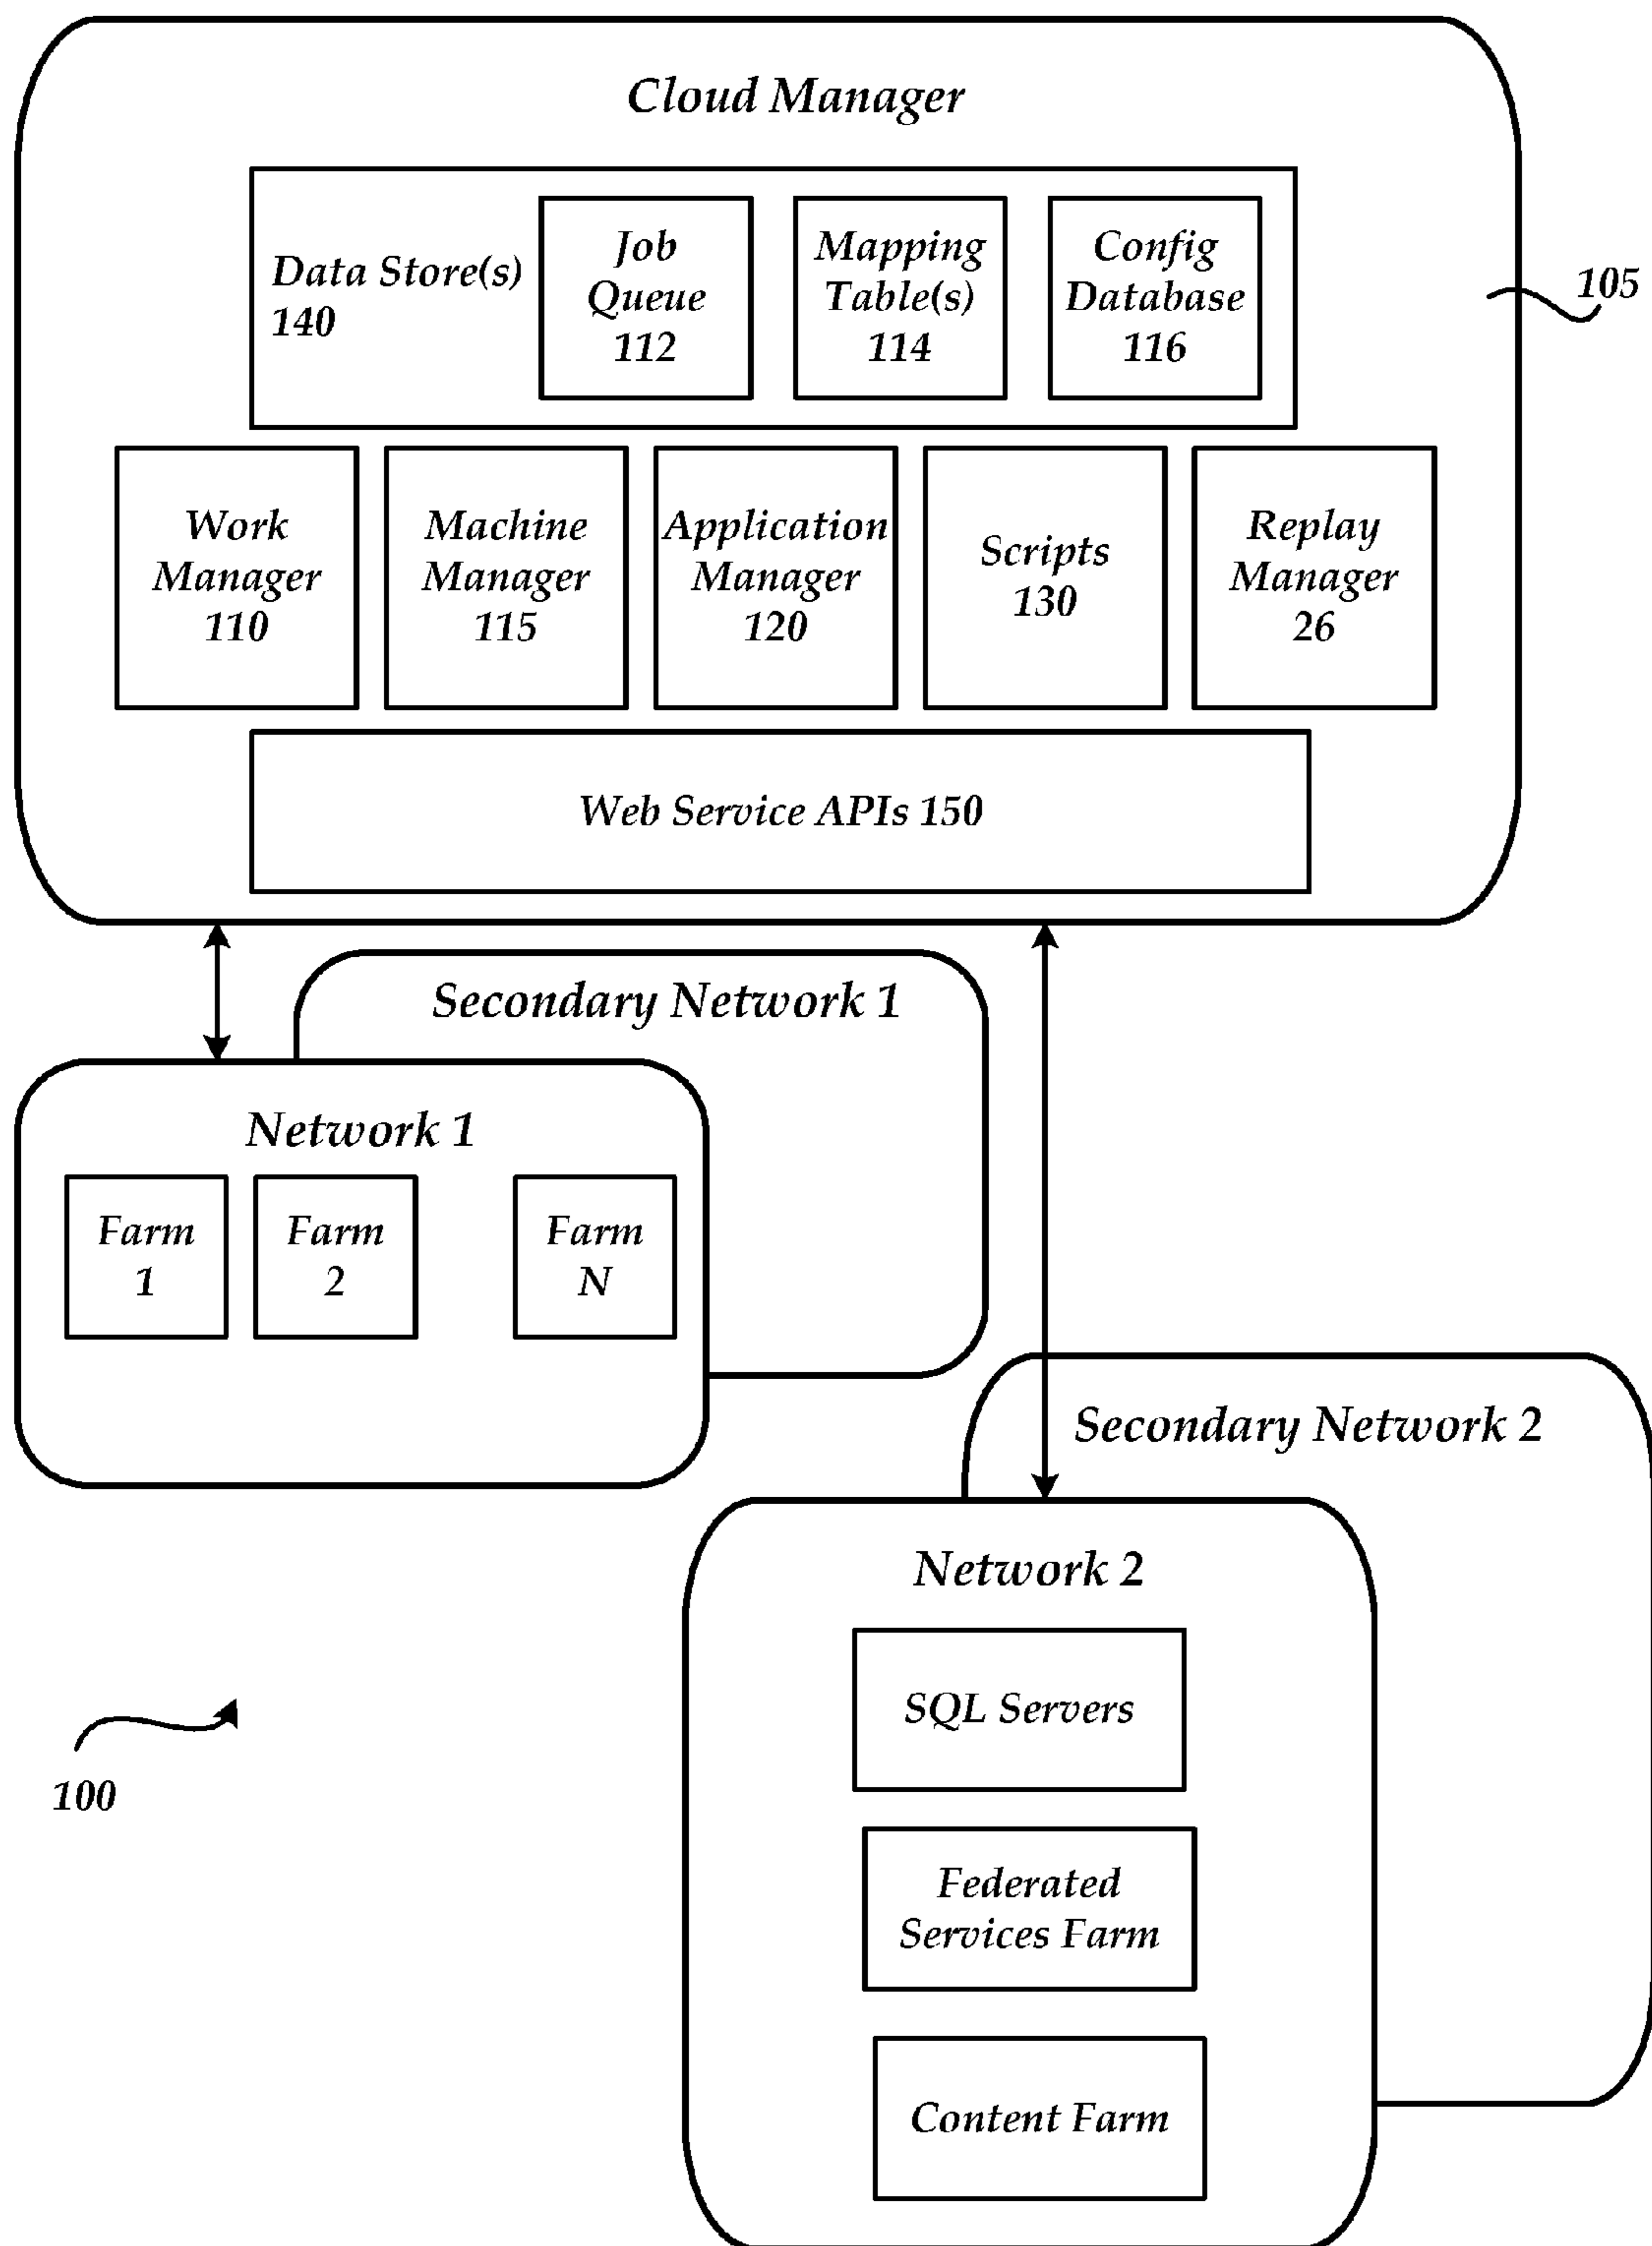 Cloud Manager
Data Store(s)
140
Job
Queue
112
Mapping
Table(s)
114
Config
Database
116
105
Work
Manager
110
Machine
Manager
115
Application
Manager
120
Scripts
130
Replay
Manager
26
Web Service APIs 150
Secondary Network 1
Network 1
Farm
1
Farm
2
Farm
N
Secondary Network 2
Network 2
SQL Servers
Federated
Services Farm
Content Farm
100